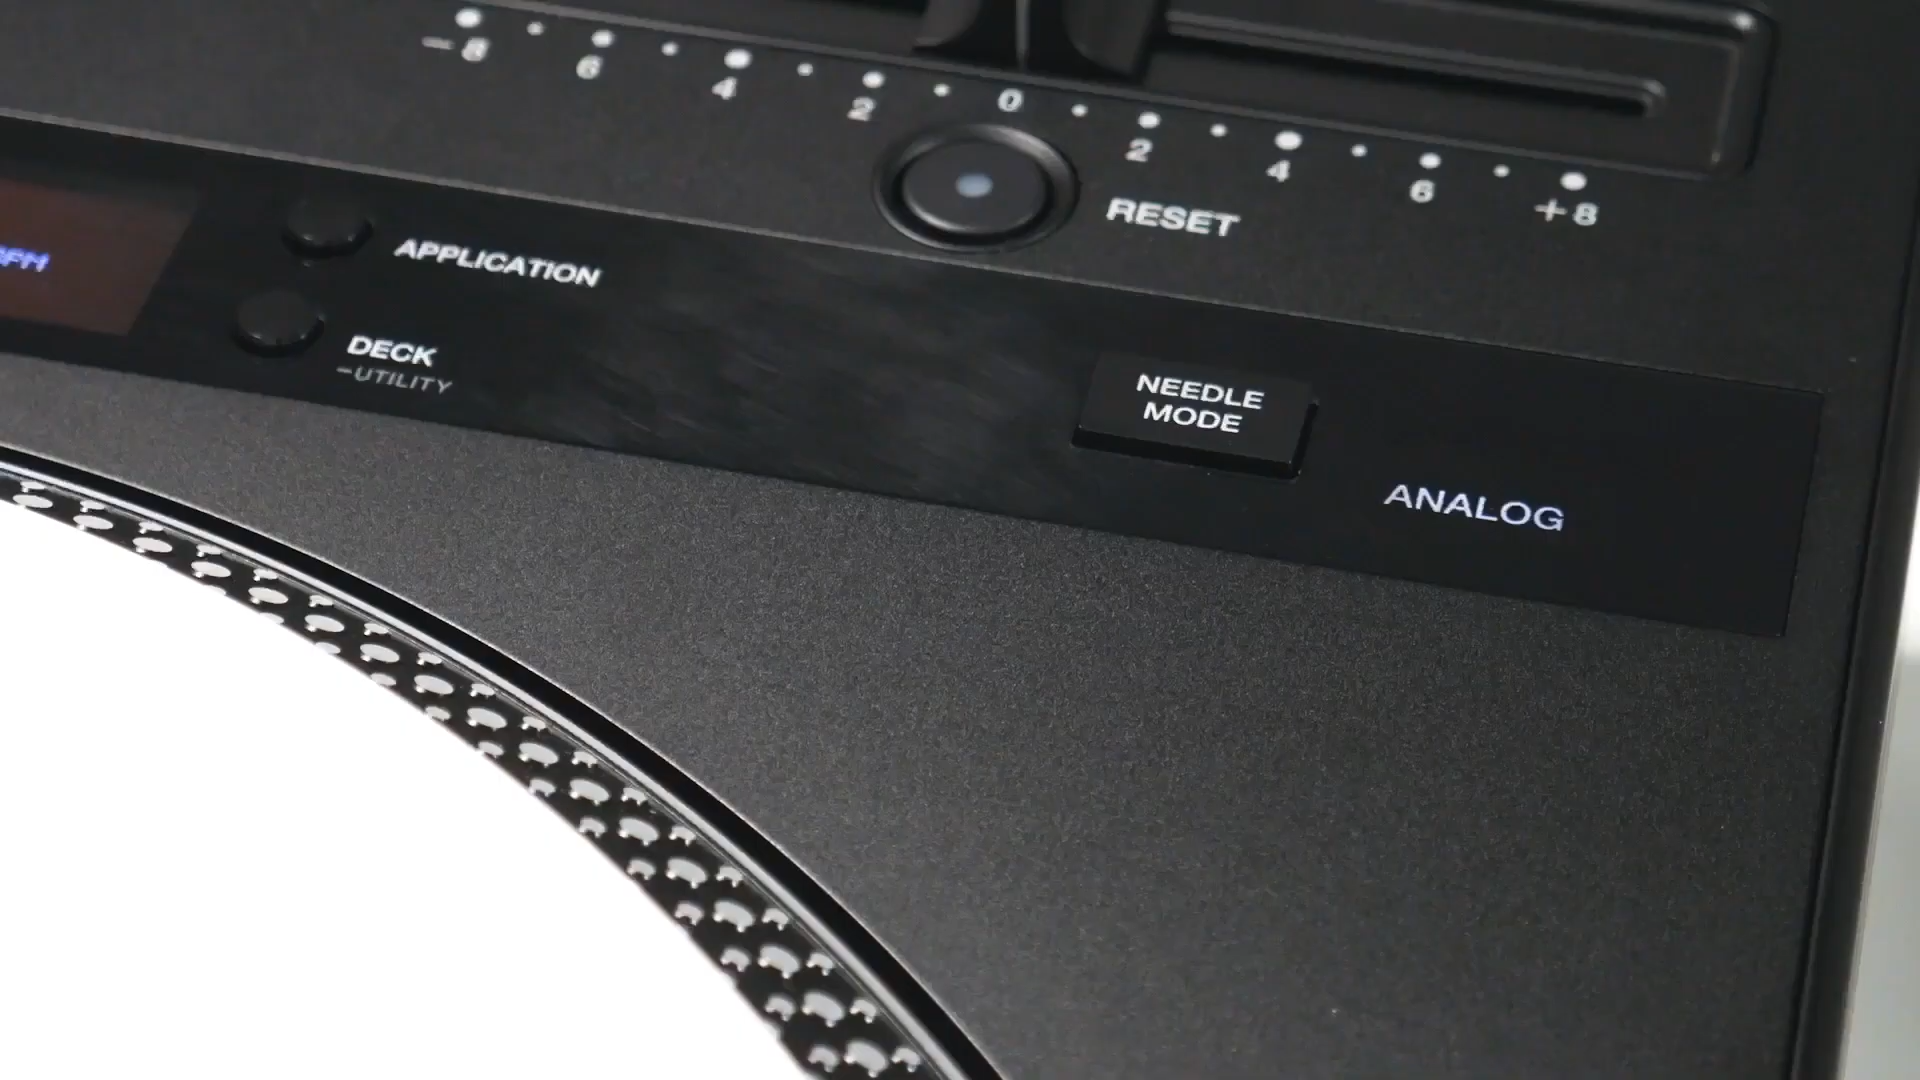 −8 6 4 2 0 2 4 6 +8
RESET
APPLICATION
DECK
–UTILITY
NEEDLE
MODE
ANALOG